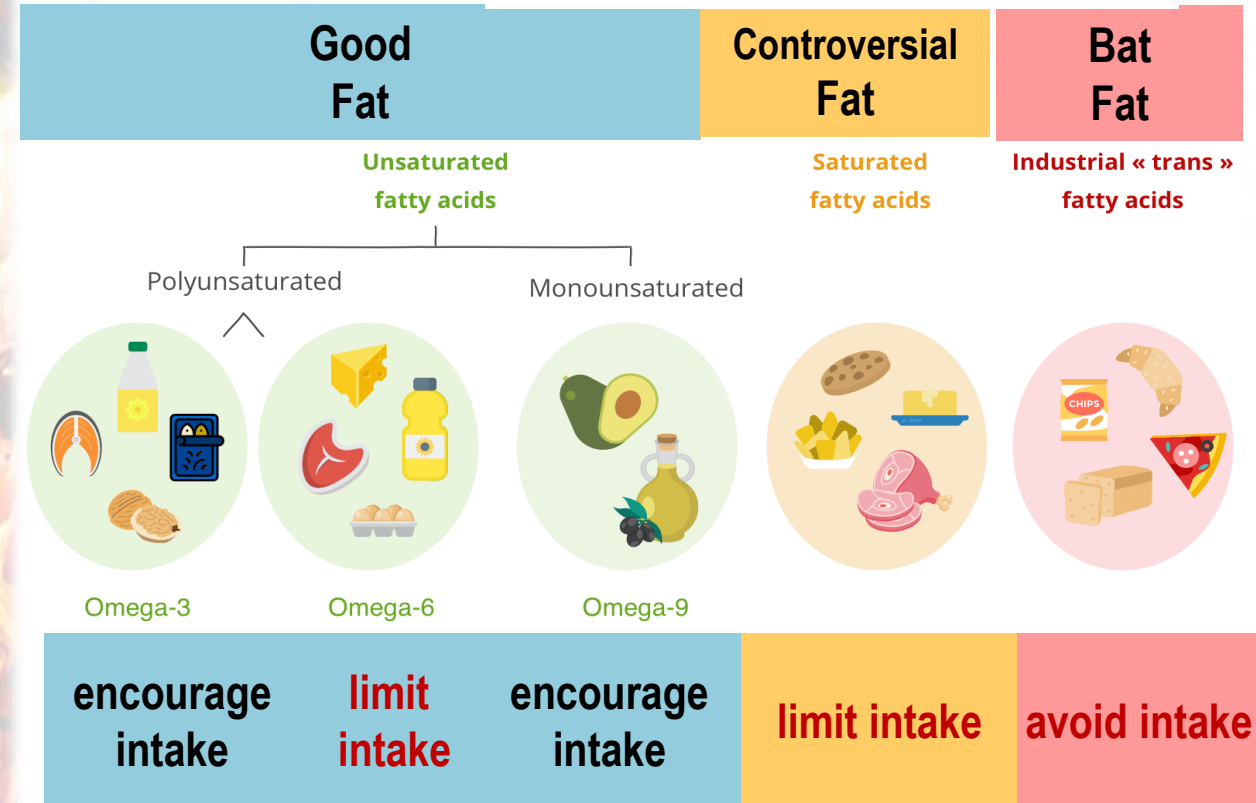 Good
Fat
Controversial
Fat
Bat
Fat
Unsaturated
fatty acids
Saturated
fatty acids
Industrial « trans »
fatty acids
Polyunsaturated
Monounsaturated
CHIPS
Omega-3
Omega-6
Omega-9
encourage
intake
limit
intake
encourage
intake
limit intake
avoid intake